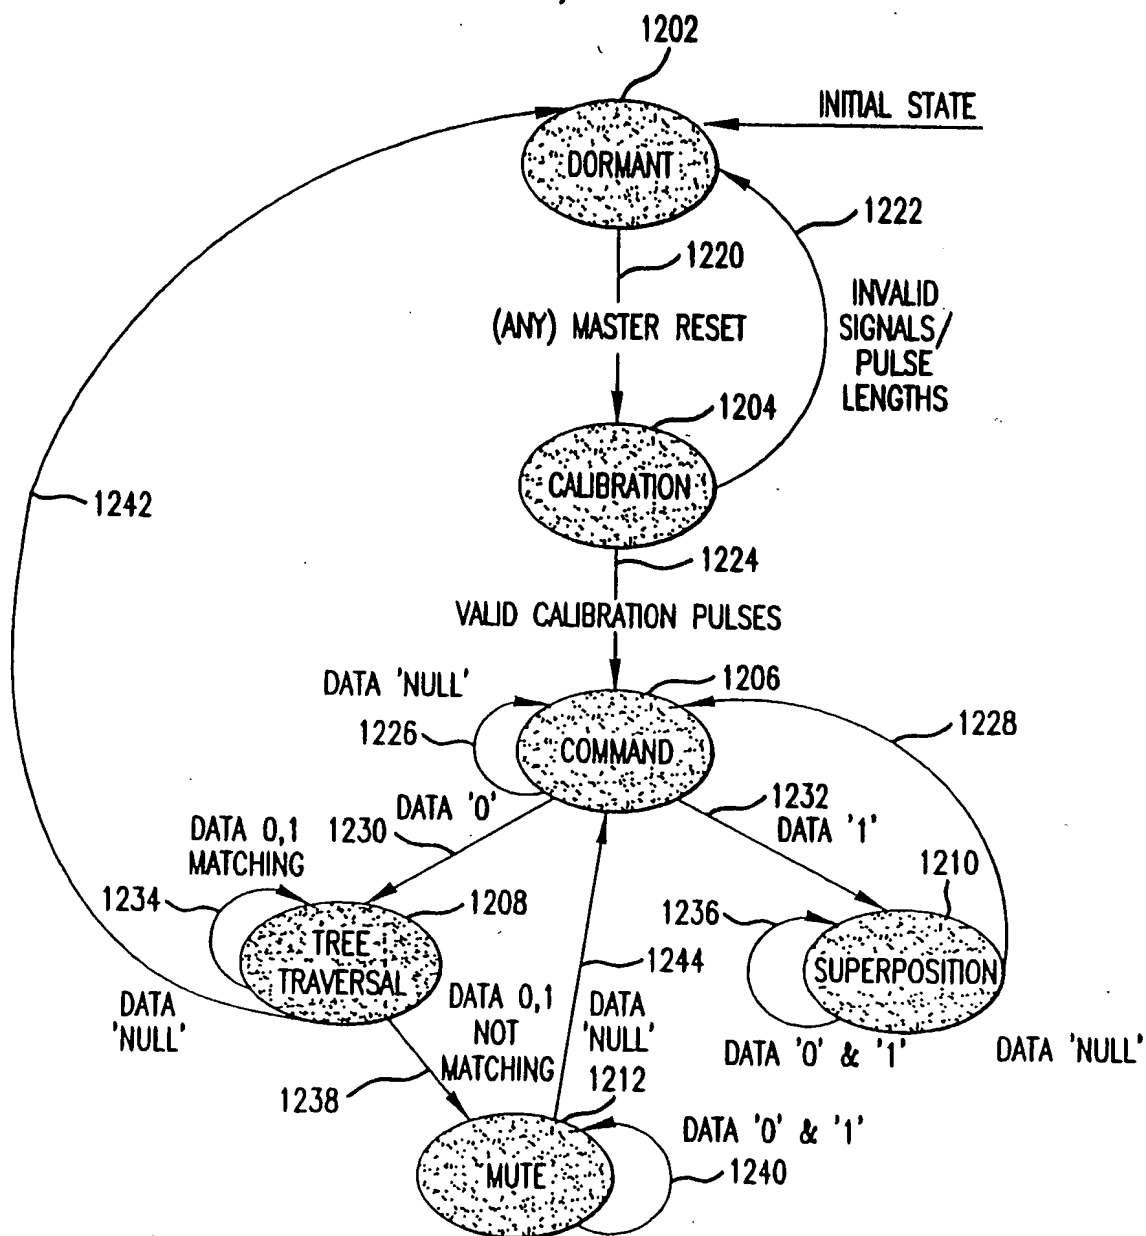 1202
INITIAL STATE
DORMANT
1222
1220
INVALID
SIGNALS/
PULSE
LENGTHS
(ANY) MASTER RESET
1204
CALIBRATION
1242
1224
VALID CALIBRATION PULSES
DATA 'NULL'
1206
1228
1226
COMMAND
DATA '0'
1232
DATA '1'
1230
DATA 0,1
MATCHING
1210
1234
1208
1236
TREE
TRAVERSAL
1244
SUPERPOSITION
DATA
'NULL'
DATA 0,1
NOT
MATCHING
DATA
'NULL'
DATA '0' & '1'
DATA 'NULL'
1238
1212
DATA '0' & '1'
MUTE
1240